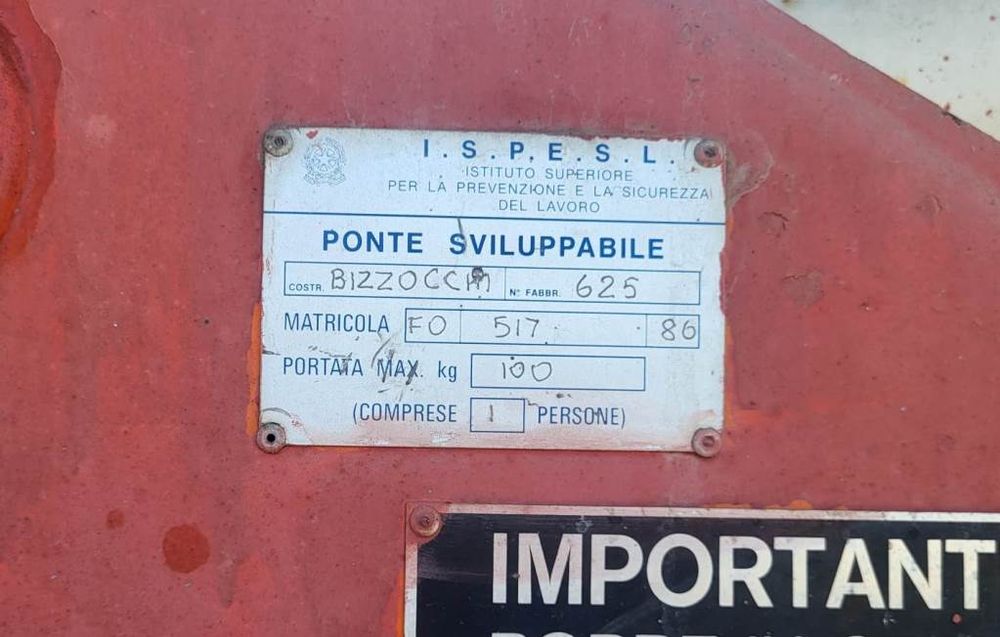 I.S.P.E.S.L.
ISTITUTO SUPERIORE
PER LA PREVENZIONE E LA SICUREZZA
DEL LAVORO
PONTE SVILUPPABILE
COSTR. BIZZOCCHI N° FABBR. 625
MATRICOLA FO 517 86
PORTATA MAX. kg 100
(COMPRESE 1 PERSONE)
IMPORTANT